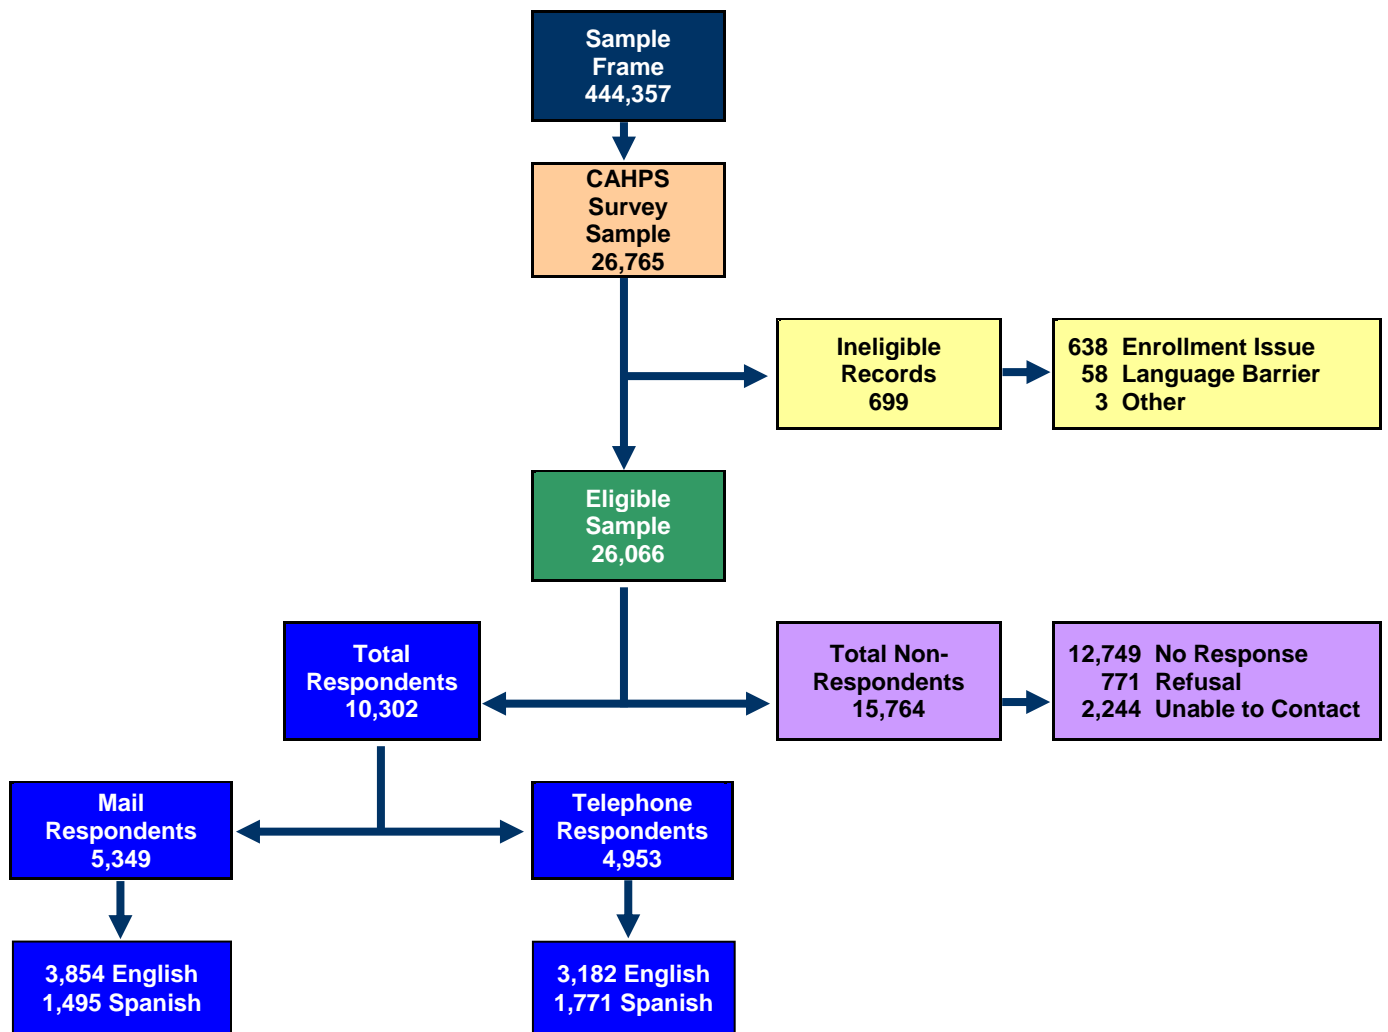 Sample
Frame
444,357
CAHPS
Survey
Sample
26,765
Ineligible
Records
699
638 Enrollment Issue
58 Language Barrier
3 Other
Eligible
Sample
26,066
Total
Respondents
10,302
Total Non-
Respondents
15,764
12,749 No Response
771 Refusal
2,244 Unable to Contact
Mail
Respondents
5,349
Telephone
Respondents
4,953
3,854 English
1,495 Spanish
3,182 English
1,771 Spanish